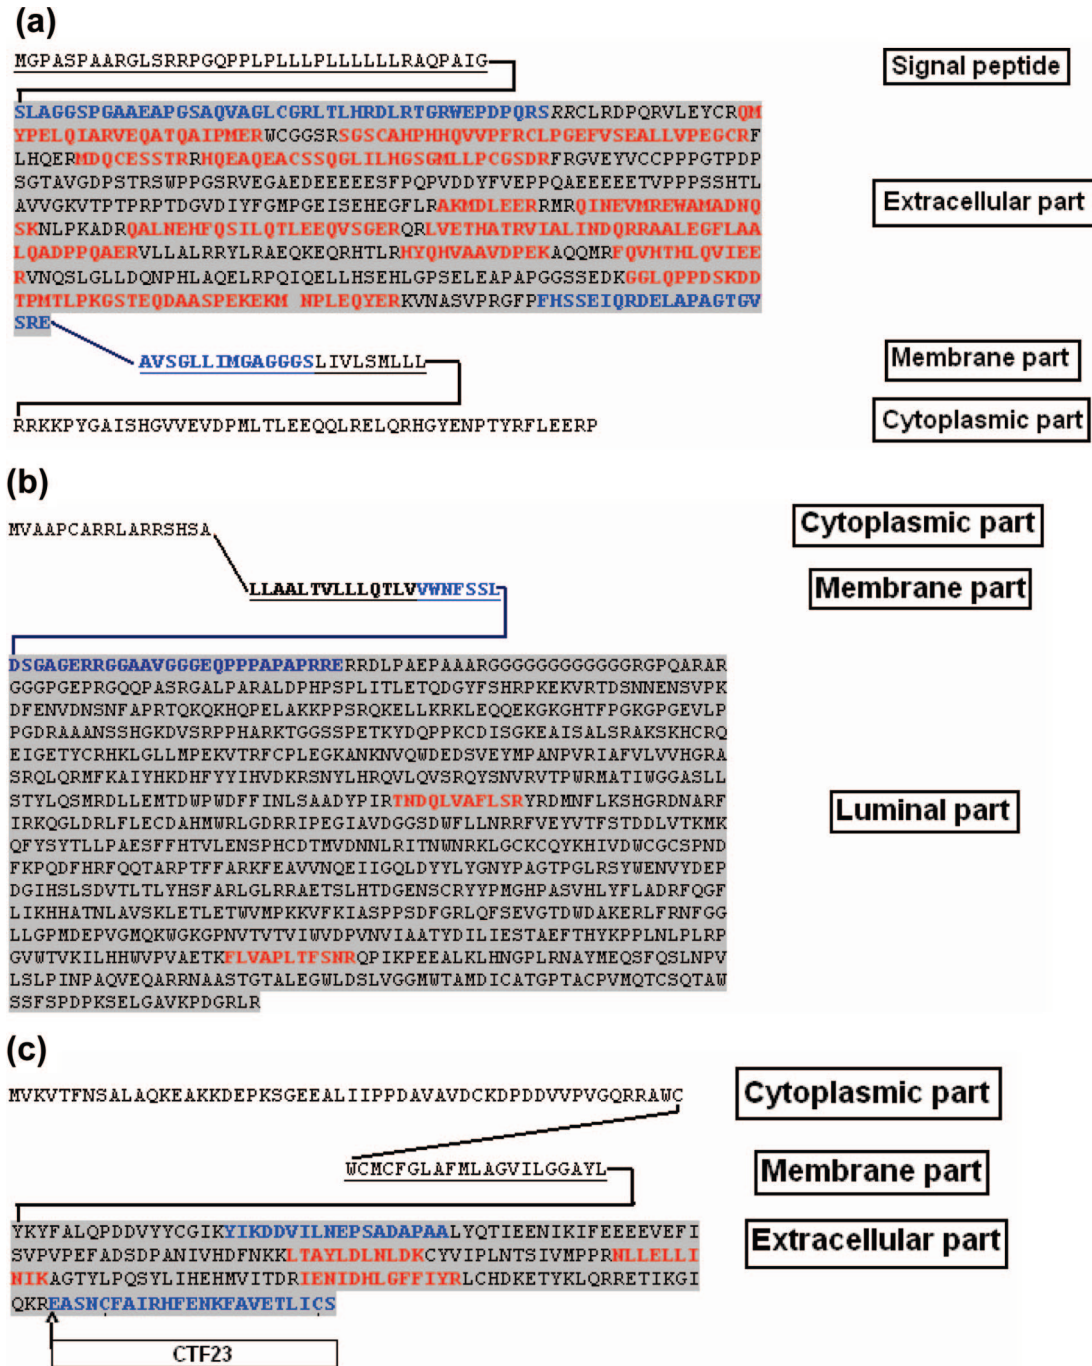 (a)
MGPASPAARGLSRRPGQPPLPLLLPLLLLLLRAQPAIG
Signal peptide
SLAGGSPGAAEAPGSAQVAGLCGRLTLHRDLRTGRWEPDPQRSRRCLRDPQRVLEYCRQM
YPELQIARVEQATQAIPMERWCGGSRSGSCAHPHHQVVPFRCLPGEFVSEALLVPEGCRF
LHQERMDQCESSTRRHQEAQEACSSQGLILHGSGMLLPCGSDRFRGVEYVCCPPPGTPDP
SGTAVGDPSTRSWPPGSRVEGAEDEEEEESFPQPVDDYFVEPPQAEEEEETVPPPSSHTL
Extracellular part
AVVGKVTPTPRPTDGVDIYFGMPGEISEHEGFLRAKMDLEERRMRQINEVMREWAMADNQ
SKNLPKADRQALNEHFQSILQTLEEQVSGERQRLVETHATRVIALINDQRRAALEGFLAA
LQADPPQAERVLLALRRYLRAEQKEQRHTLRHYQHVAAVDPEKAQQMRFQVHTHLQVIEE
RVNQSLGLLDQNPHLAQELRPQIQELLHSEHLGPSELEAPAPGGSSEDKGGLQPPDSKDD
TPMTLPKGSTEQDAASPEKEKM NPLEQYERKVNASVPRGFPFHSSEIQRDELAPAGTGV
SRE
AVSGLLIMGAGGGSLIVLSMLLL
Membrane part
RRKKPYGAISHGVVEVDPMLTLEEQQLRELQRHGYENPTYRFLEERP
Cytoplasmic part
(b)
MVAAPCARRLARRSHSA
Cytoplasmic part
LLAALTVLLLQTLVVWNFSSL
Membrane part
DSGAGERRGGAAVGGGEQPPPAPAPRRERRDLPAEPAAARGGGGGGGGGGGRGPQARAR
GGGPGEPRGQQPASRGALPARALDPHPSPLITLETQDGYFSHRPKEKVRTDSNNENSVPK
DFENVDNSNFAPRTQKQKHQPELAKKPPSRQKELLKRKLEQQEKGKGHTFPGKGPGEVLP
PGDRAAANSSHGKDVSRPPHARKTGGSSPETKYDQPPKCDISGKEAISALSRAKSKHCRQ
EIGETYCRHKLGLLMPEKVTRFCPLEGKANKNVQWDEDSVEYMPANPVRIAFVLVVHGRA
SRQLQRMFKAIYHKDHFYYIHVDKRSNYLHRQVLQVSRQYSNVRVTPWRMATIWGGASLL
STYLQSMRDLLEMTDWPWDFFINLSAADYPIRTNDQLVAFLSRYRDMNFLKSHGRDNARF
Luminal part
IRKQGLDRLFLECDAHMWRLGDRRIPEGIAVDGGSDWFLLNRRFVEYVTFSTDDLVTKMK
QFYSYTLLPAESFFHTVLENSPHCDTMVDNNLRITNWNRKLGCKCQYKHIVDWCGCSPND
FKPQDFHRFQQTARPTFFARKFEAVVNQEIIGQLDYYLYGNYPAGTPGLRSYWENVYDEP
DGIHSLSDVTLTLYHSFARLGLRRAETSLHTDGENSCRYYPMGHPASVHLYFLADRFQGF
LIKHHATNLAVSKLETLETWVMPKKVFKIASPPSDFGRLQFSEVGTDWDAKERLFRNFGG
LLGPMDEPVGMQKWGKGPNVTVTVIWVDPVNVIAATYDILIESTAEFTHYKPPLNLPLRP
GVWTVKILHHWVPVAETKFLVAPLTFSNRQPIKPEEALKLHNGPLRNAYMEQSFQSLNPV
LSLPINPAQVEQARRNAASTGTALEGWLDSLVGGMWTAMDICATGPTACPVMQTCSQTAW
SSFSPDPKSELGAVKPDGRLR
(c)
MVKVTFNSALAQKEAKKDEPKSGEEALIIPPDAVAVDCKDPDDVVPVGQRRAWC
Cytoplasmic part
WCMCFGLAFMLAGVILGGAYL
Membrane part
YKYFALQPDDVYYCGIKYIKDDVILNEPSADAPAALYQTIEENIKIFEEEEVEFI
Extracellular part
SVPVPEFADSDPANIVHDFNKKLTAYLDLNLDKCYVIPLNTSIVMPPRNLLELLI
NIKAGTYLPQSYLIHEHMVITDRIENIDHLGFFIYRLCHDKETYKLQRRETIKGI
QKREASNCFAIRHFENKFAVETLICS
CTF23